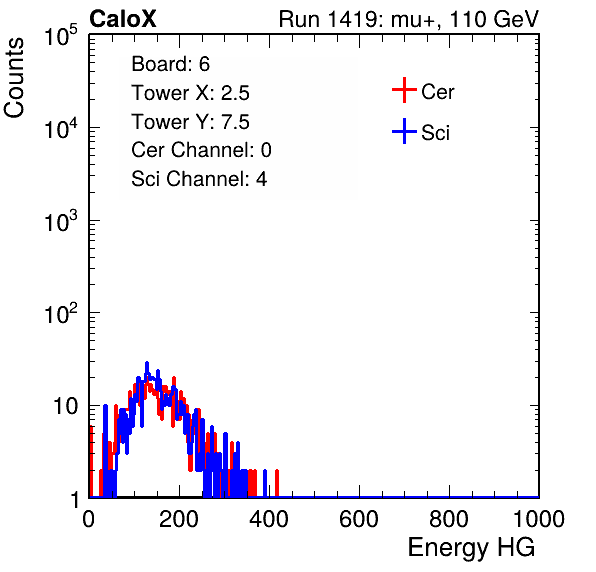 CaloX Run 1419: mu+, 110 GeV
Counts
10^5
10^4
10^3
10^2
10
1
Board: 6
Tower X: 2.5
Tower Y: 7.5
Cer Channel: 0
Sci Channel: 4
Cer
Sci
0 200 400 600 800 1000
Energy HG